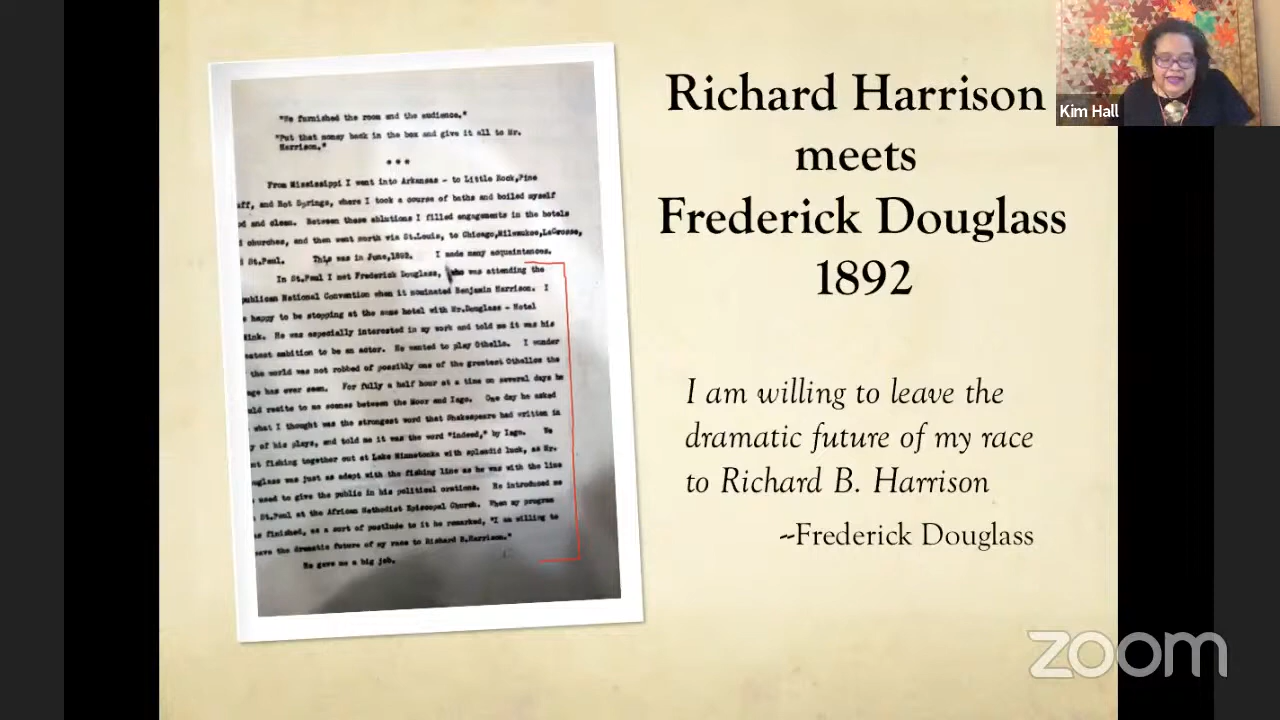 "He furnished the room and the audience."
"Put that money back in the box and give it all to Mr.
Harrison."
* * *
From Mississippi I went into Arkansas - to Little Rock,Pine
uff, and Hot Springs, where I took a course of baths and boiled myself
d and clean. Between these ablutions I filled engagements in the hotels
d churches, and then went north via St.Louis, to Chicago,Milwaukee,LaCrosse,
d St.Paul. This was in June,1892. I made many acquaintances.
In St.Paul I met Frederick Douglass, who was attending the
publican National Convention when it nominated Benjamin Harrison. I
s happy to be stopping at the same hotel with Mr.Douglass - Hotel
He was especially interested in my work and told me it was his
atest ambition to be an actor. He wanted to play Othello. I wonder
the world was not robbed of possibly one of the greatest Othellos the
age has ever seen. For fully a half hour at a time on several days he
uld recite to me scenes between the Moor and Iago. One day he asked
what I thought was the strongest word that Shakespeare had written in
y of his plays, and told me it was the word "indeed," by Iago. We
nt fishing together out at Lake Minnetonka with splendid luck, as Mr.
uglass was just as adept with the fishing line as he was with the line
used to give the public in his political orations. He introduced me
St.Paul at the African Methodist Episcopal Church. When my program
as finished, as a sort of postlude to it he remarked, "I am willing to
eave the dramatic future of my race to Richard B.Harrison."
He gave me a big job.
Richard Harrison
meets
Frederick Douglass
1892
I am willing to leave the
dramatic future of my race
to Richard B. Harrison
~Frederick Douglass
Kim Hall
zoom